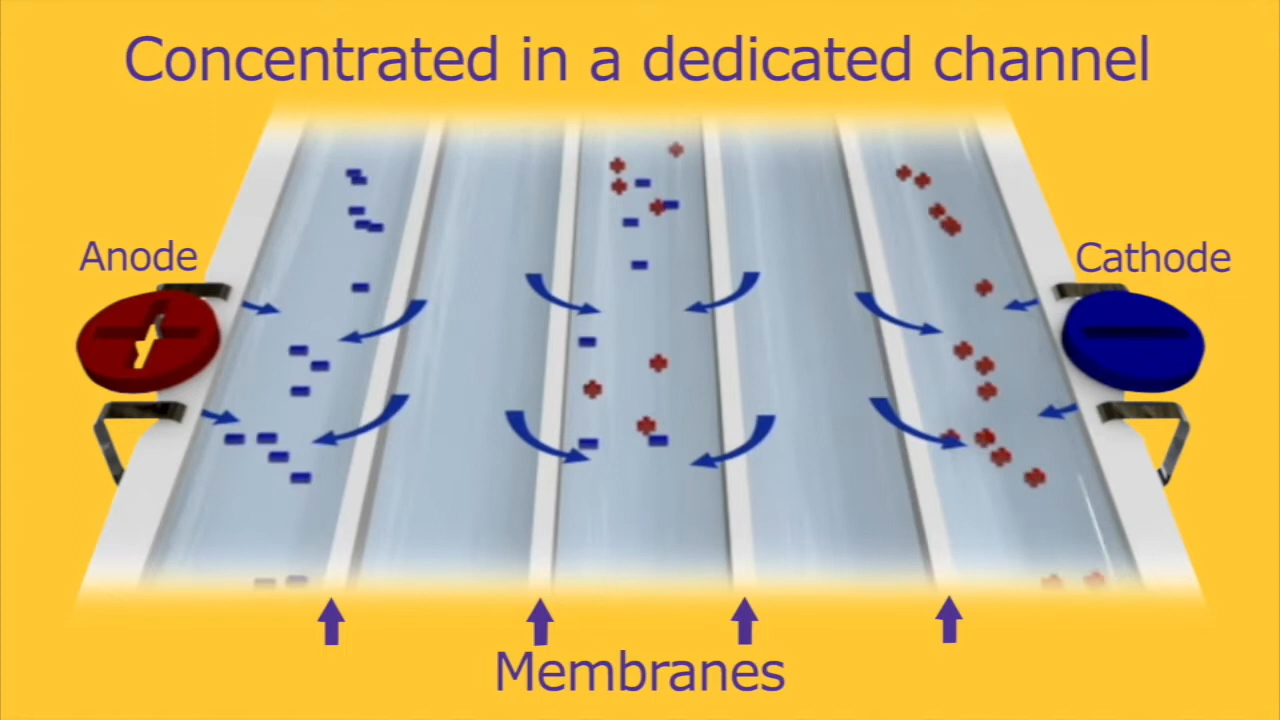 Concentrated in a dedicated channel
Anode
Cathode
Membranes